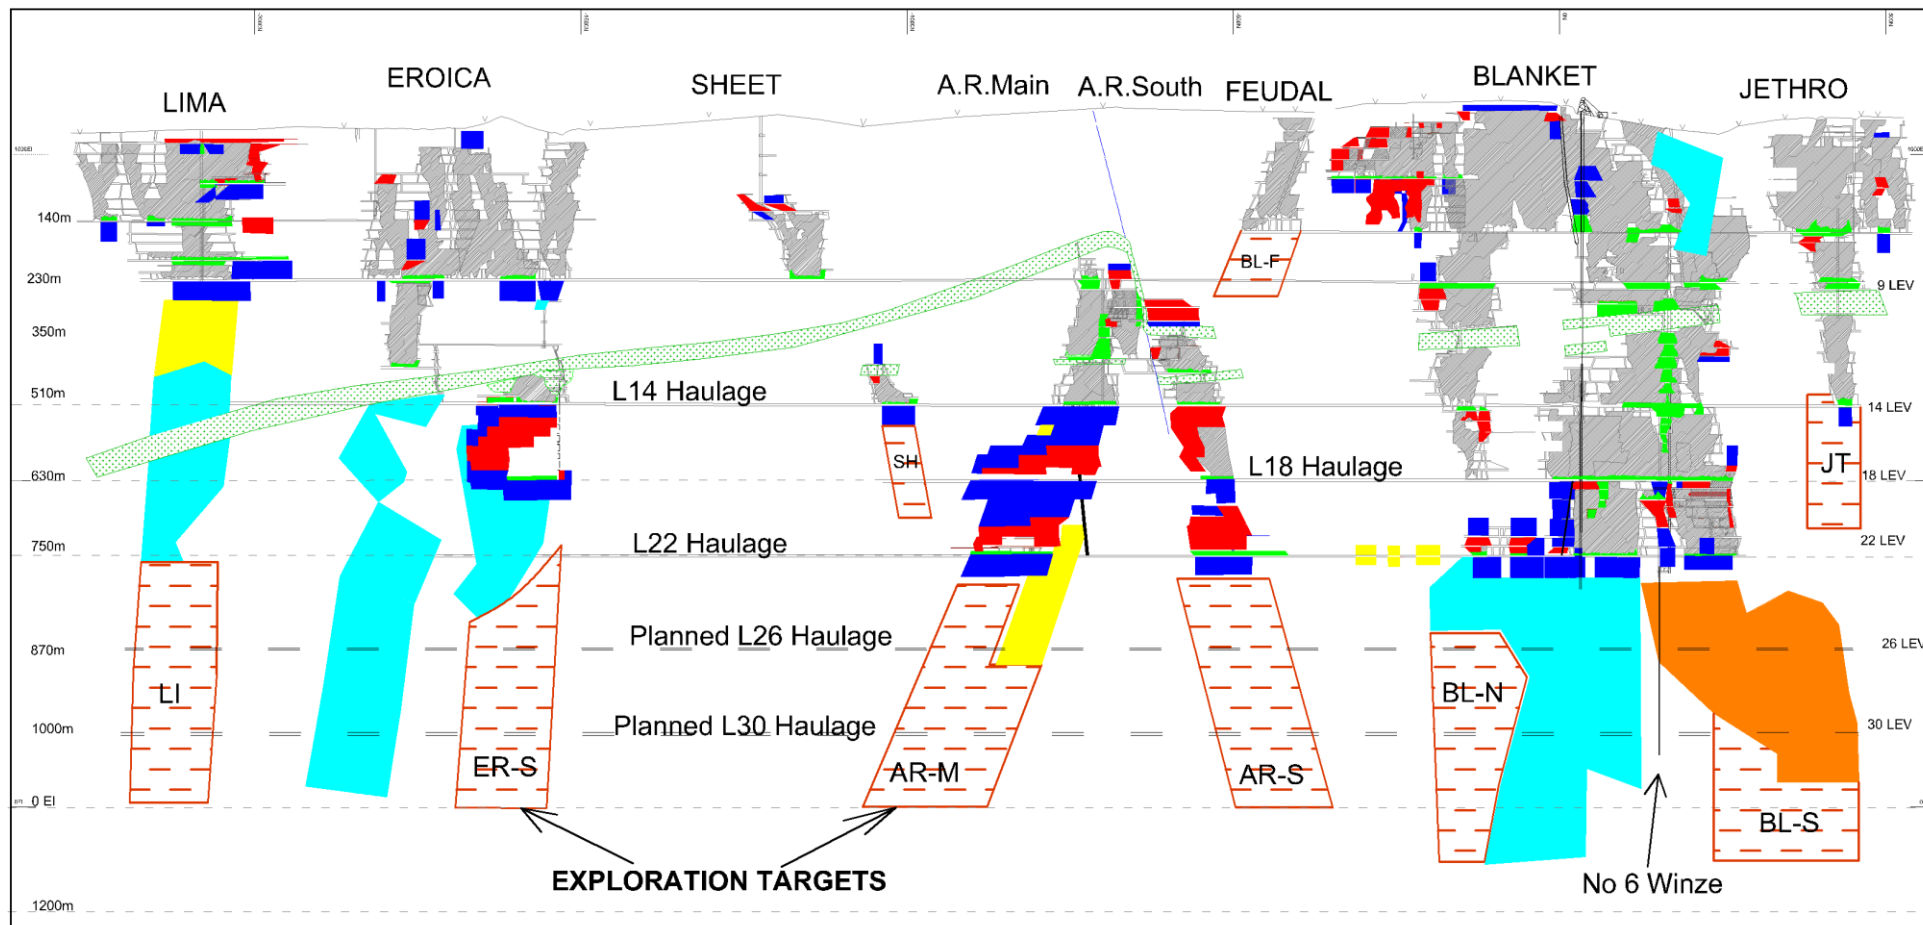 LIMA
EROICA
SHEET
A.R.Main
A.R.South
FEUDAL
BLANKET
JETHRO
140m
BL-F
230m
9 LEV
350m
510m
L14 Haulage
14 LEV
SH
JT
630m
L18 Haulage
18 LEV
750m
L22 Haulage
22 LEV
870m
Planned L26 Haulage
26 LEV
LI
BL-N
1000m
Planned L30 Haulage
30 LEV
ER-S
AR-M
AR-S
BL-S
0 El
EXPLORATION TARGETS
No 6 Winze
1200m